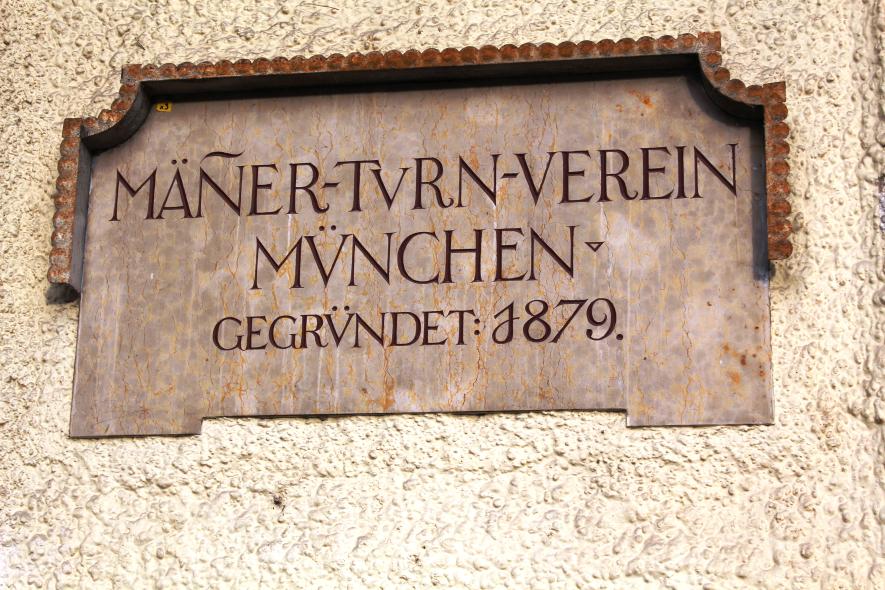 MÄÑER-TVRN-VEREIN
MV̈NCHEN
GEGRV̈NDET: 1879.